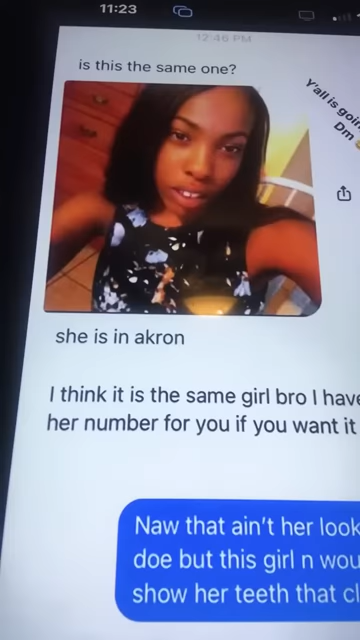 11:23
12:46 PM
is this the same one?
Y'all is goin
Dm
she is in akron
I think it is the same girl bro I have
her number for you if you want it
Naw that ain't her look
doe but this girl n wou
show her teeth that cl